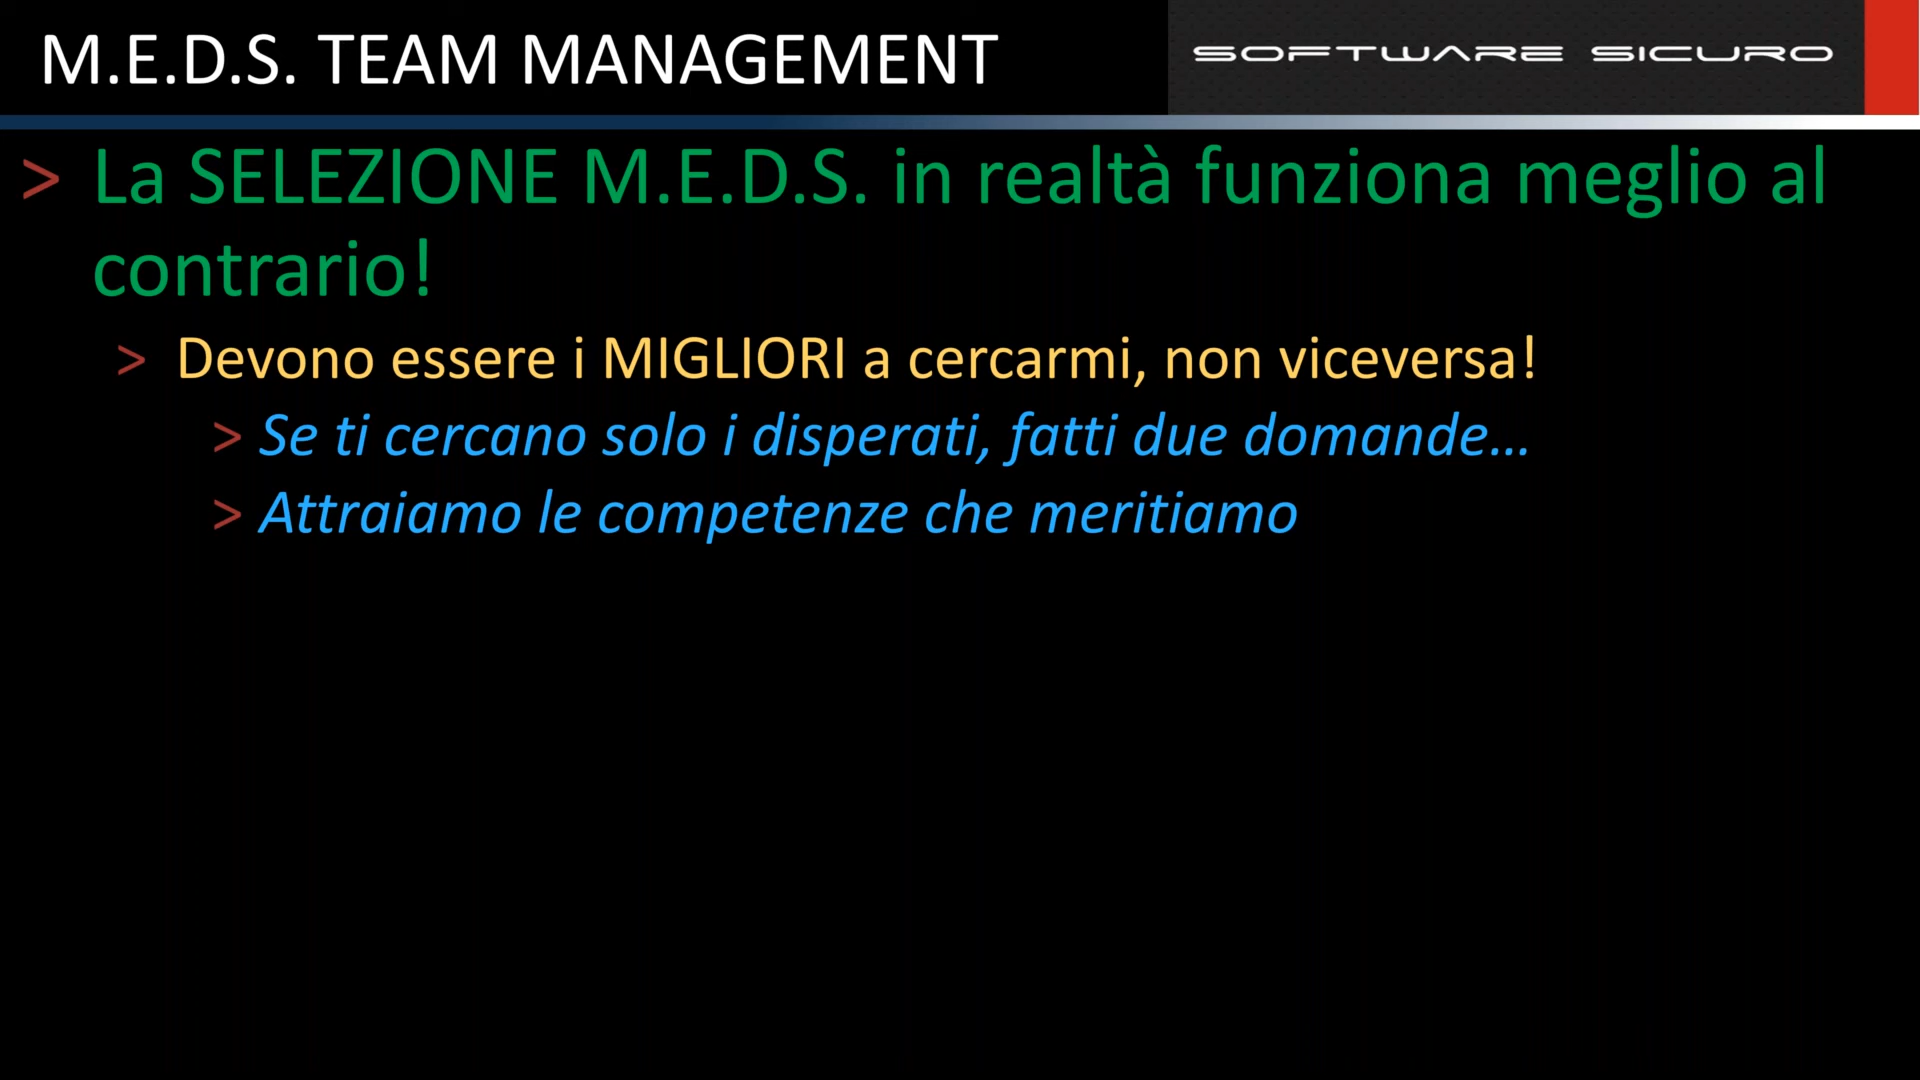 M.E.D.S. TEAM MANAGEMENT
SOFTWARE SICURO
> La SELEZIONE M.E.D.S. in realtà funziona meglio al
contrario!
> Devono essere i MIGLIORI a cercarmi, non viceversa!
> Se ti cercano solo i disperati, fatti due domande...
> Attraiamo le competenze che meritiamo